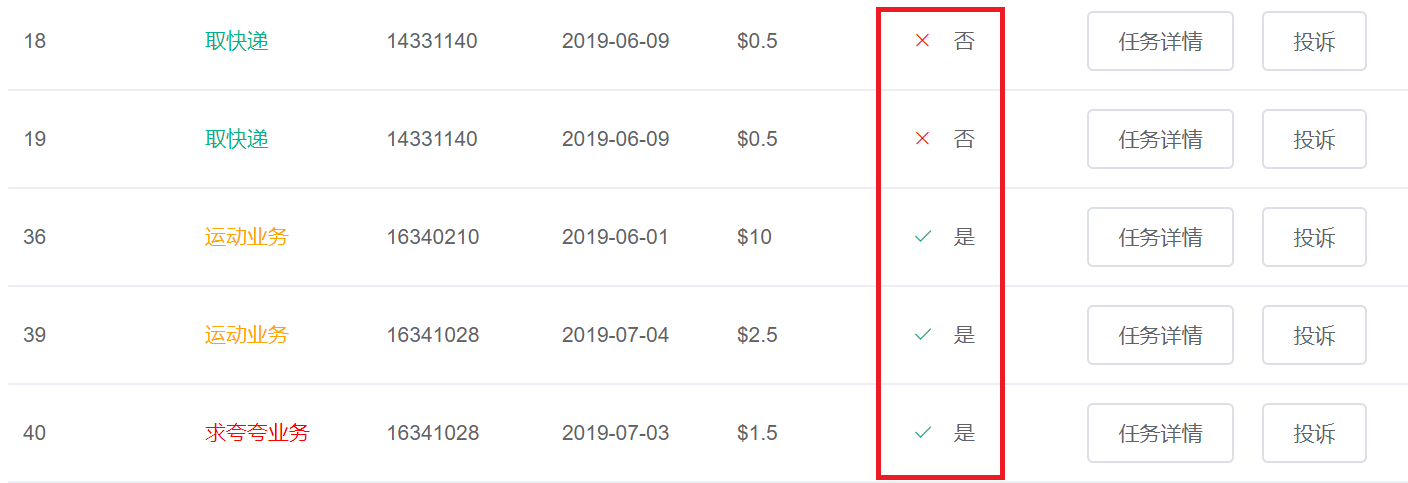 18 取快递 14331140 2019-06-09 $0.5 × 否 任务详情 投诉
19 取快递 14331140 2019-06-09 $0.5 × 否 任务详情 投诉
36 运动业务 16340210 2019-06-01 $10 ✓ 是 任务详情 投诉
39 运动业务 16341028 2019-07-04 $2.5 ✓ 是 任务详情 投诉
40 求夸夸业务 16341028 2019-07-03 $1.5 ✓ 是 任务详情 投诉